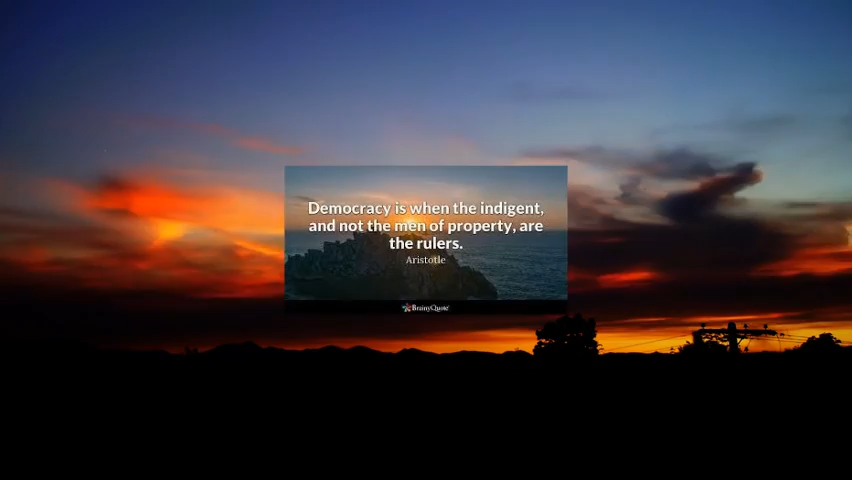 Democracy is when the indigent,
and not the men of property, are
the rulers.
Aristotle
BrainyQuote